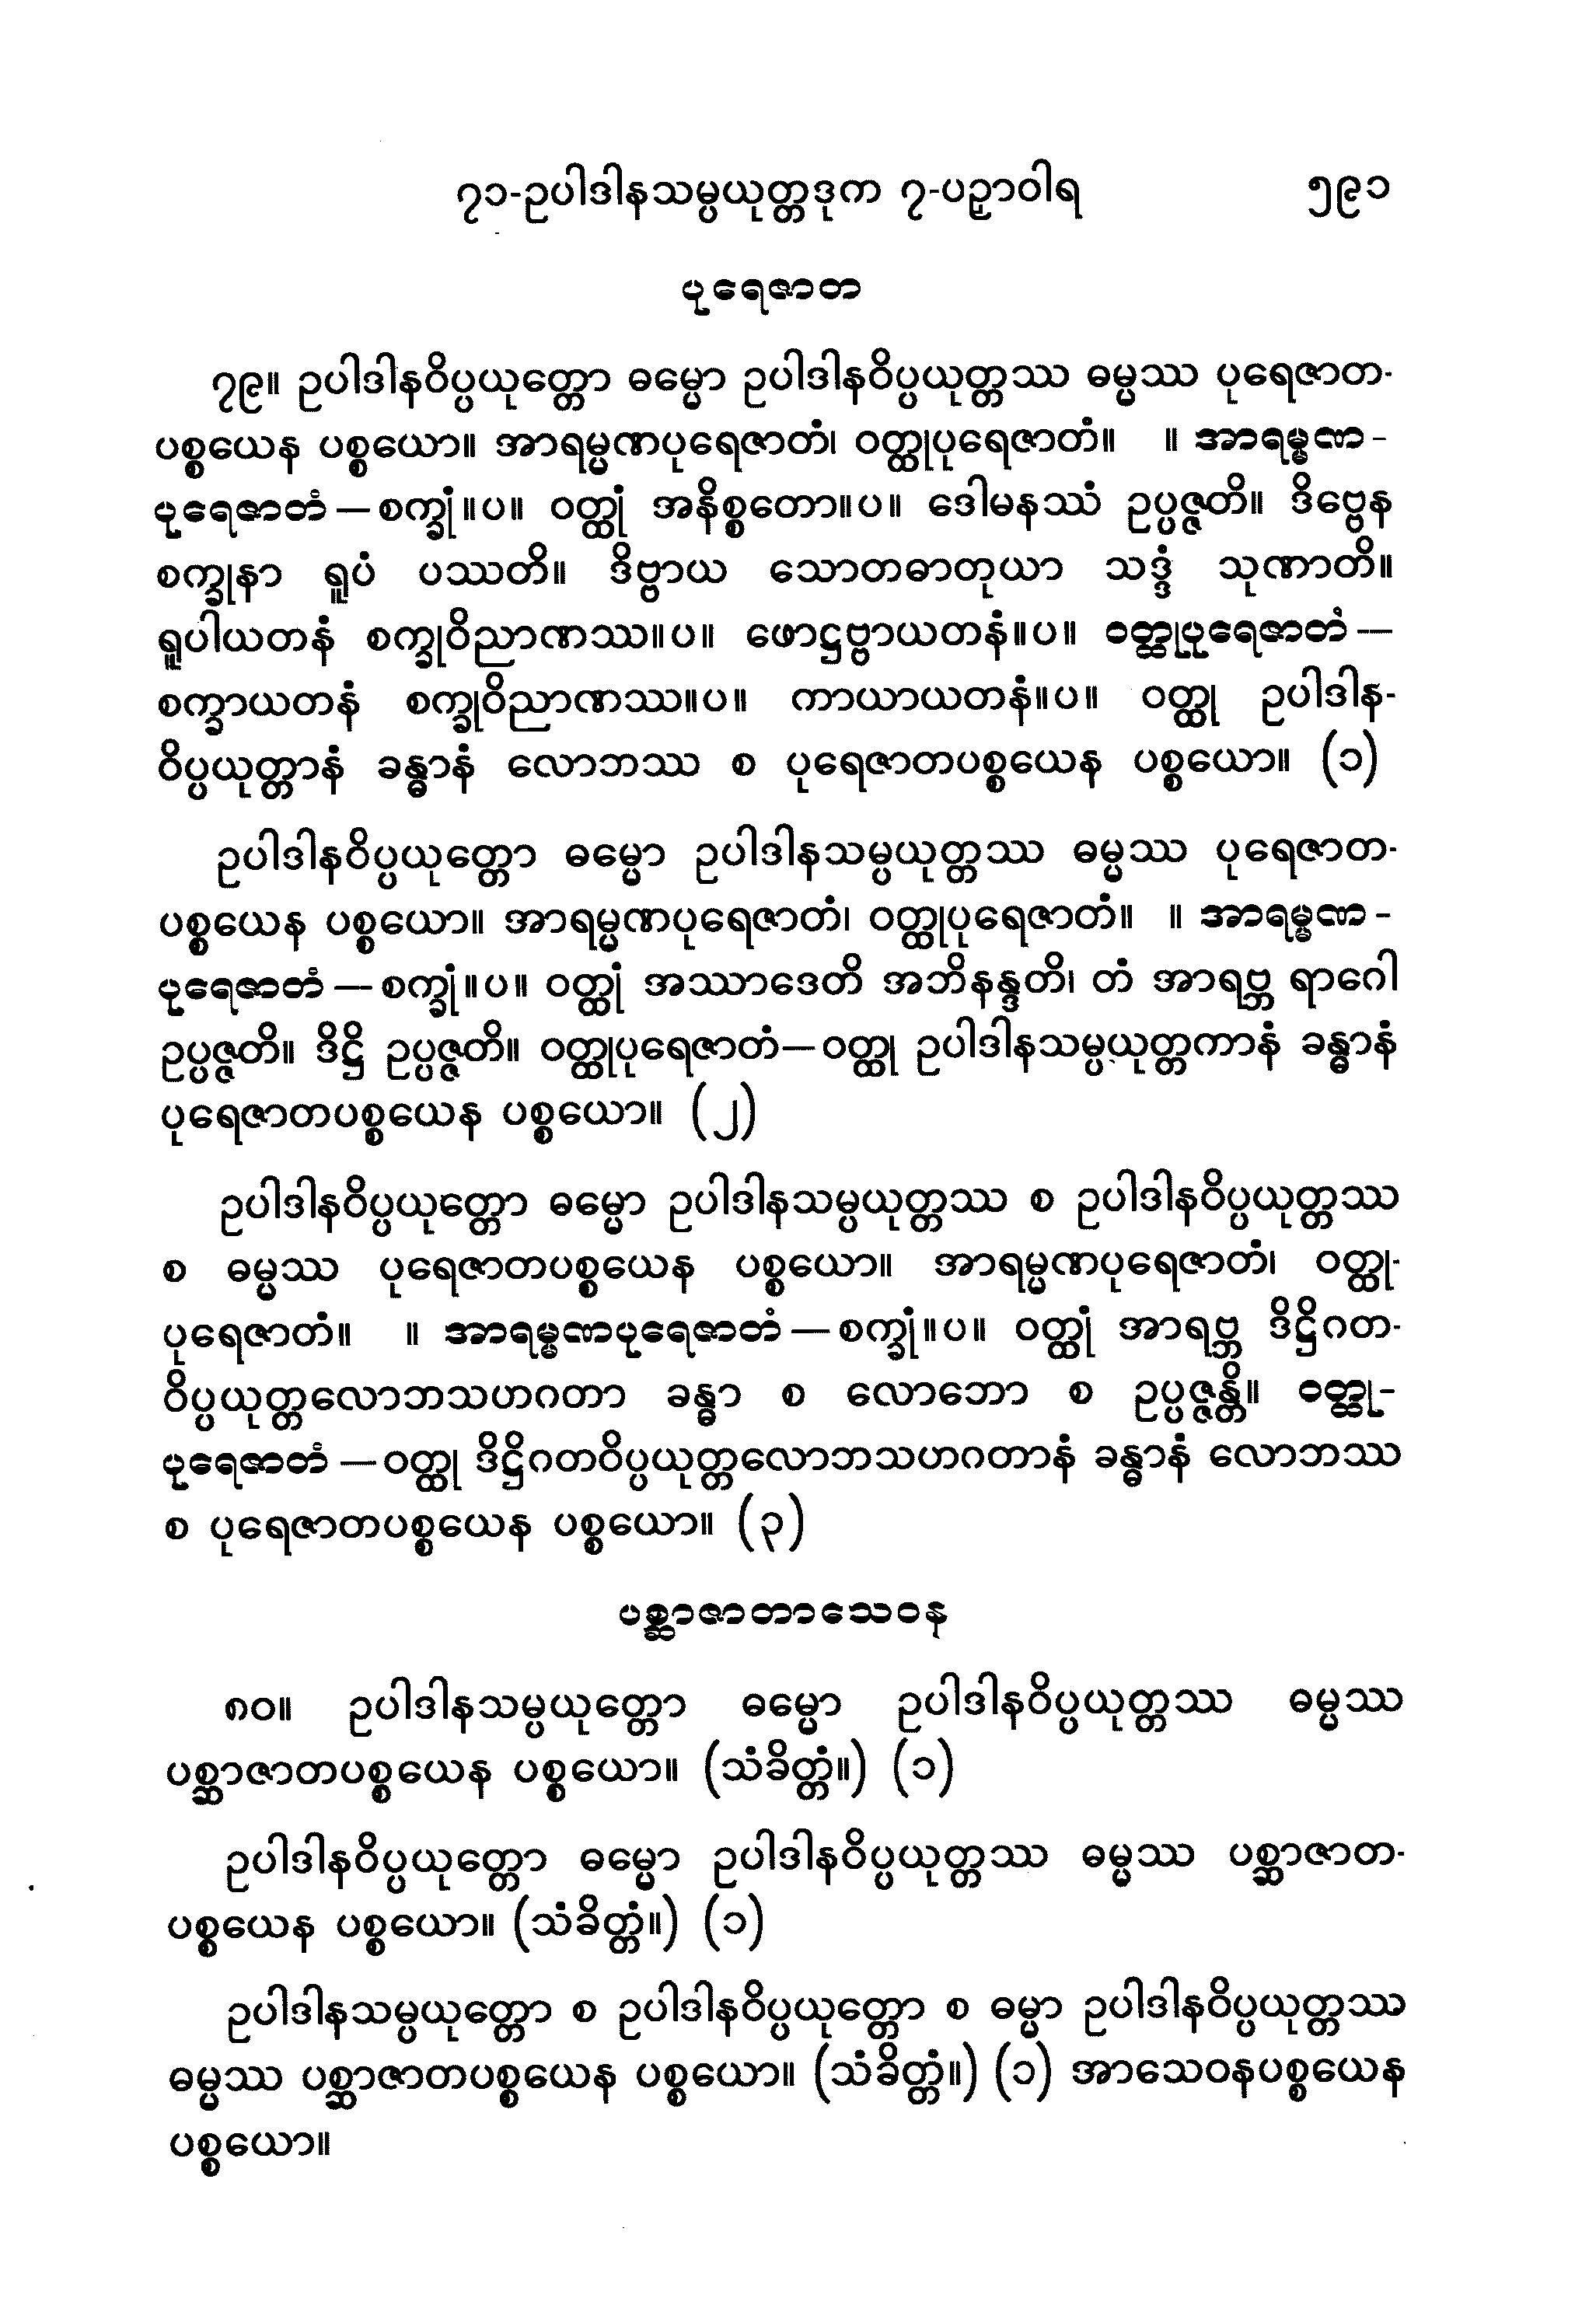 ၇၁-ဥပါဒါနသမ္ပယုတ္တဒုက ၇-ပဉှာဝါရ ၅၉၁
ပုရေဇာတ
၇၉။ ဥပါဒါနဝိပ္ပယုတ္တော ဓမ္မော ဥပါဒါနဝိပ္ပယုတ္တဿ ဓမ္မဿ ပုရေဇာတ-
ပစ္စယေန ပစ္စယော။ အာရမ္မဏပုရေဇာတံ၊ ဝတ္ထုပုရေဇာတံ။ ။ အာရမ္မဏ-
ပုရေဇာတံ—စက္ခုံ။ပ။ ဝတ္ထုံ အနိစ္စတော။ပ။ ဒေါမနဿံ ဥပ္ပဇ္ဇတိ။ ဒိဗ္ဗေန
စက္ခုနာ ရူပံ ပဿတိ။ ဒိဗ္ဗာယ သောတဓာတုယာ သဒ္ဒံ သုဏာတိ။
ရူပါယတနံ စက္ခုဝိညာဏဿ။ပ။ ဖောဋ္ဌဗ္ဗာယတနံ။ပ။ ဝတ္ထုပုရေဇာတံ—
စက္ခာယတနံ စက္ခုဝိညာဏဿ။ပ။ ကာယာယတနံ။ပ။ ဝတ္ထု ဥပါဒါန-
ဝိပ္ပယုတ္တာနံ ခန္ဓာနံ လောဘဿ စ ပုရေဇာတပစ္စယေန ပစ္စယော။ (၁)
ဥပါဒါနဝိပ္ပယုတ္တော ဓမ္မော ဥပါဒါနသမ္ပယုတ္တဿ ဓမ္မဿ ပုရေဇာတ-
ပစ္စယေန ပစ္စယော။ အာရမ္မဏပုရေဇာတံ၊ ဝတ္ထုပုရေဇာတံ။ ။ အာရမ္မဏ-
ပုရေဇာတံ—စက္ခုံ။ပ။ ဝတ္ထုံ အဿာဒေတိ အဘိနန္ဒတိ၊ တံ အာရဗ္ဘ ရာဂေါ
ဥပ္ပဇ္ဇတိ။ ဒိဋ္ဌိ ဥပ္ပဇ္ဇတိ။ ဝတ္ထုပုရေဇာတံ—ဝတ္ထု ဥပါဒါနသမ္ပယုတ္တကာနံ ခန္ဓာနံ
ပုရေဇာတပစ္စယေန ပစ္စယော။ (၂)
ဥပါဒါနဝိပ္ပယုတ္တော ဓမ္မော ဥပါဒါနသမ္ပယုတ္တဿ စ ဥပါဒါနဝိပ္ပယုတ္တဿ
စ ဓမ္မဿ ပုရေဇာတပစ္စယေန ပစ္စယော။ အာရမ္မဏပုရေဇာတံ၊ ဝတ္ထု-
ပုရေဇာတံ။ ။ အာရမ္မဏပုရေဇာတံ—စက္ခုံ။ပ။ ဝတ္ထုံ အာရဗ္ဘ ဒိဋ္ဌိဂတ-
ဝိပ္ပယုတ္တလောဘသဟဂတာ ခန္ဓာ စ လောဘော စ ဥပ္ပဇ္ဇန္တိ။ ဝတ္ထု-
ပုရေဇာတံ—ဝတ္ထု ဒိဋ္ဌိဂတဝိပ္ပယုတ္တလောဘသဟဂတာနံ ခန္ဓာနံ လောဘဿ
စ ပုရေဇာတပစ္စယေန ပစ္စယော။ (၃)
ပစ္ဆာဇာတာသေဝန
၈၀။ ဥပါဒါနသမ္ပယုတ္တော ဓမ္မော ဥပါဒါနဝိပ္ပယုတ္တဿ ဓမ္မဿ
ပစ္ဆာဇာတပစ္စယေန ပစ္စယော။ (သံခိတ္တံ။) (၁)
ဥပါဒါနဝိပ္ပယုတ္တော ဓမ္မော ဥပါဒါနဝိပ္ပယုတ္တဿ ဓမ္မဿ ပစ္ဆာဇာတ-
ပစ္စယေန ပစ္စယော။ (သံခိတ္တံ။) (၁)
ဥပါဒါနသမ္ပယုတ္တော စ ဥပါဒါနဝိပ္ပယုတ္တော စ ဓမ္မာ ဥပါဒါနဝိပ္ပယုတ္တဿ
ဓမ္မဿ ပစ္ဆာဇာတပစ္စယေန ပစ္စယော။ (သံခိတ္တံ။) (၁) အာသေဝနပစ္စယေန
ပစ္စယော။